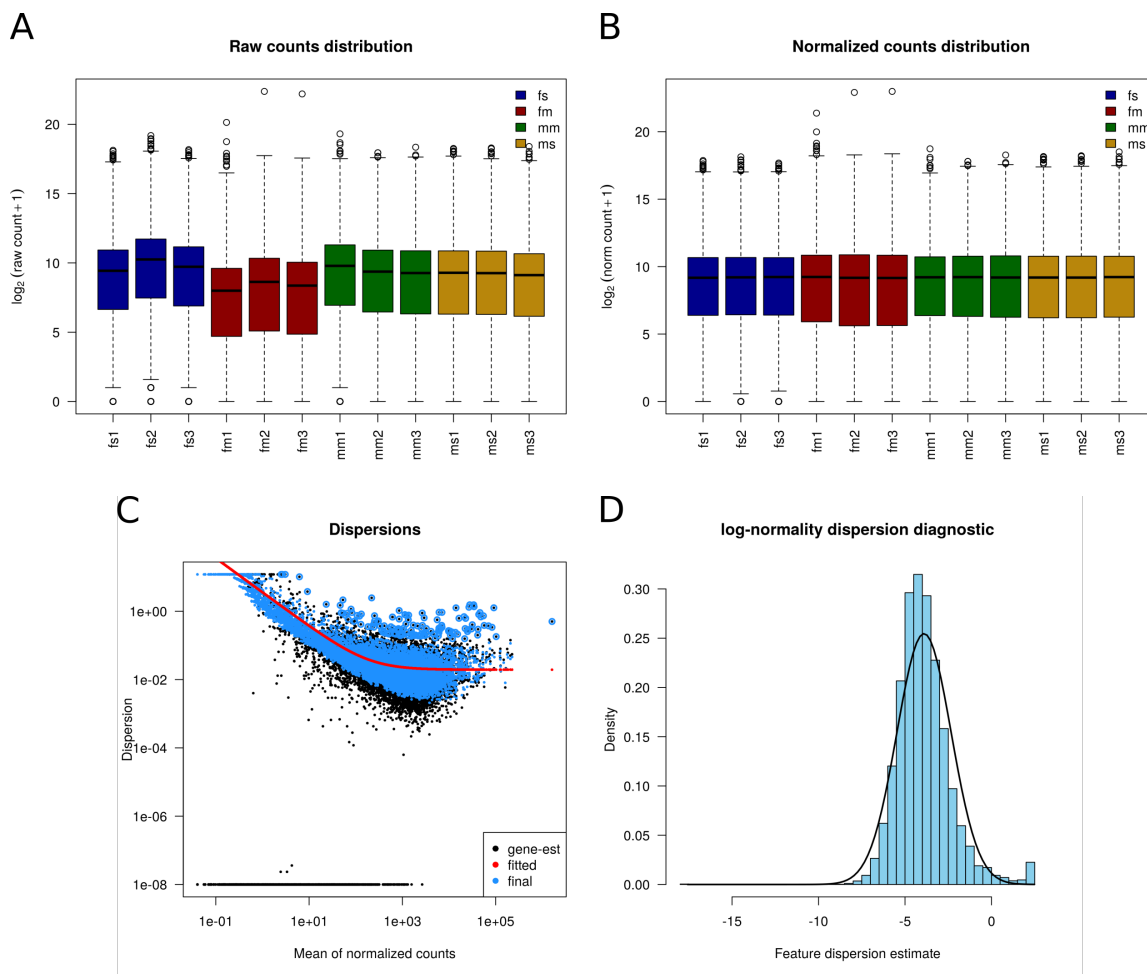 A
Raw counts distribution
log2 (raw count + 1)
20
15
10
5
0
fs
fm
mm
ms
fs1
fs2
fs3
fm1
fm2
fm3
mm1
mm2
mm3
ms1
ms2
ms3
B
Normalized counts distribution
log2 (norm count + 1)
20
15
10
5
0
fs
fm
mm
ms
fs1
fs2
fs3
fm1
fm2
fm3
mm1
mm2
mm3
ms1
ms2
ms3
C
Dispersions
Dispersion
1e+00
1e-02
1e-04
1e-06
1e-08
gene-est
fitted
final
1e-01
1e+01
1e+03
1e+05
Mean of normalized counts
D
log-normality dispersion diagnostic
Density
0.30
0.25
0.20
0.15
0.10
0.05
0.00
-15
-10
-5
0
Feature dispersion estimate